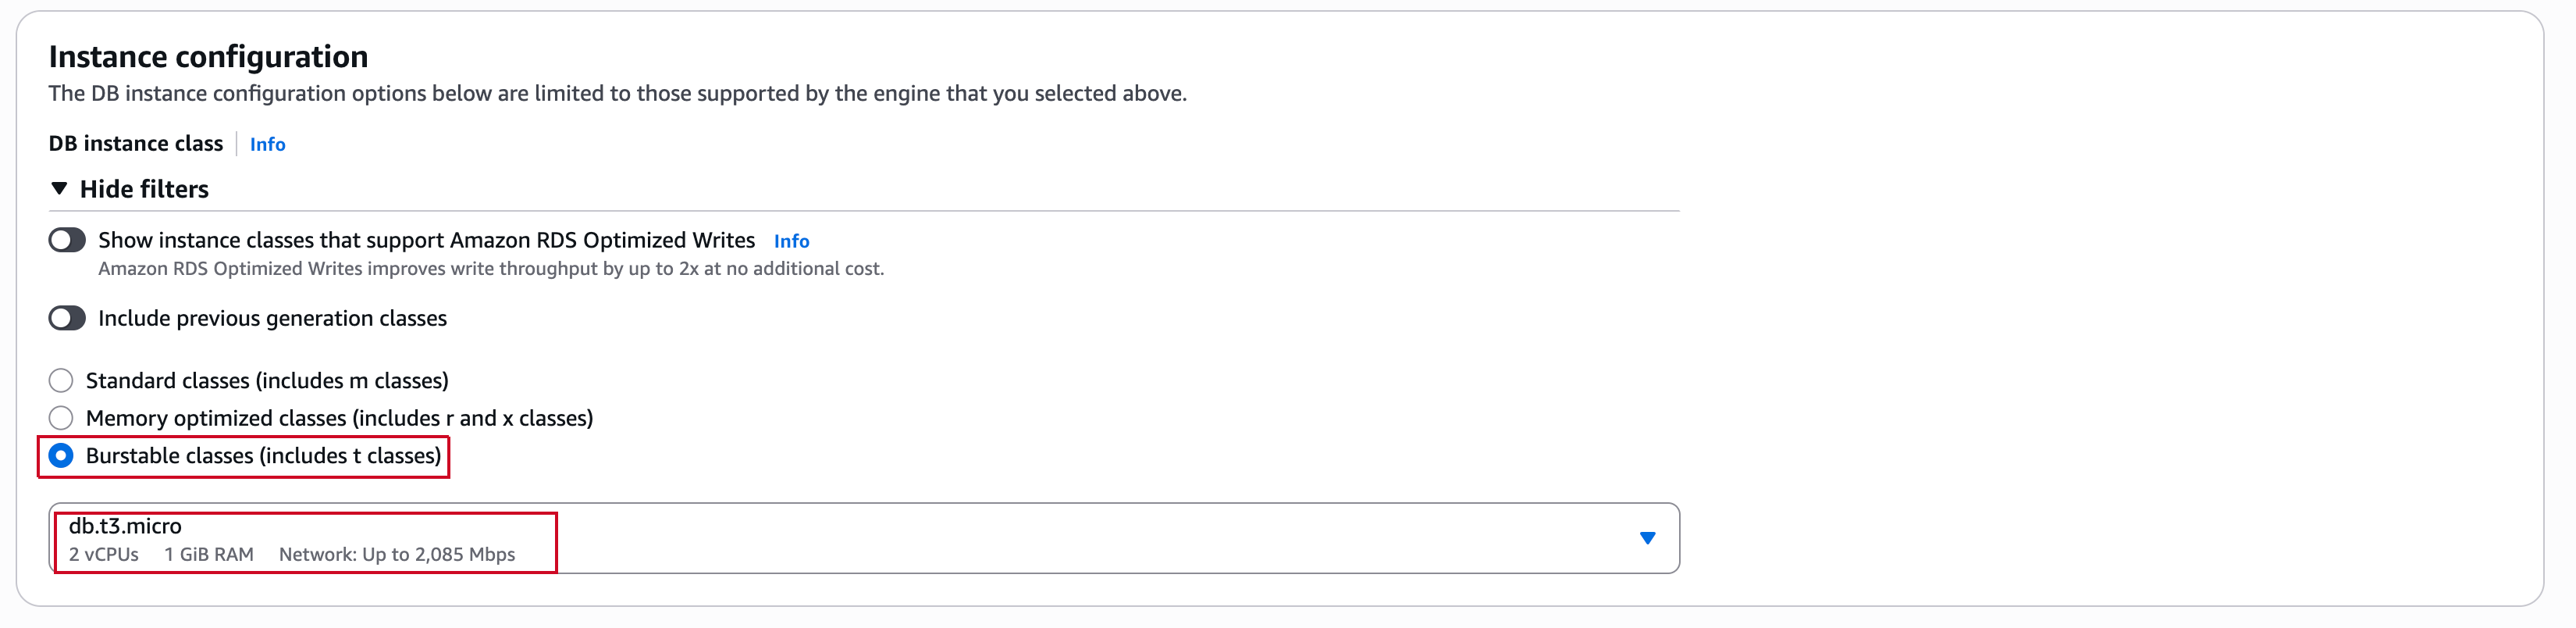 Instance configuration
The DB instance configuration options below are limited to those supported by the engine that you selected above.
DB instance class Info
Hide filters
Show instance classes that support Amazon RDS Optimized Writes Info
Amazon RDS Optimized Writes improves write throughput by up to 2x at no additional cost.
Include previous generation classes
Standard classes (includes m classes)
Memory optimized classes (includes r and x classes)
Burstable classes (includes t classes)
db.t3.micro
2 vCPUs 1 GiB RAM Network: Up to 2,085 Mbps